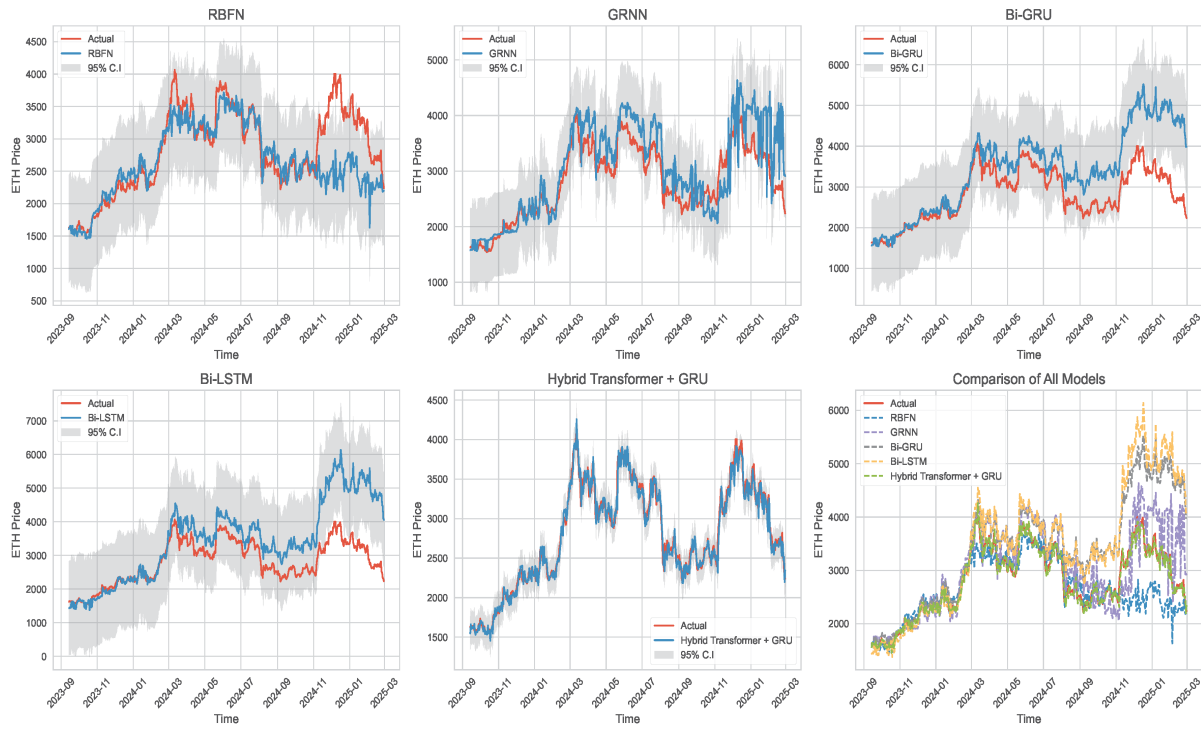 RBFN
Actual
RBFN
95% C.I
ETH Price
4500
4000
3500
3000
2500
2000
1500
1000
500
2023-09
2023-11
2024-01
2024-03
2024-05
2024-07
2024-09
2024-11
2025-01
2025-03
Time
GRNN
Actual
GRNN
95% C.I
ETH Price
5000
4000
3000
2000
1000
2023-09
2023-11
2024-01
2024-03
2024-05
2024-07
2024-09
2024-11
2025-01
2025-03
Time
Bi-GRU
Actual
Bi-GRU
95% C.I
ETH Price
6000
5000
4000
3000
2000
1000
2023-09
2023-11
2024-01
2024-03
2024-05
2024-07
2024-09
2024-11
2025-01
2025-03
Time
Bi-LSTM
Actual
Bi-LSTM
95% C.I
ETH Price
7000
6000
5000
4000
3000
2000
1000
0
2023-09
2023-11
2024-01
2024-03
2024-05
2024-07
2024-09
2024-11
2025-01
2025-03
Time
Hybrid Transformer + GRU
ETH Price
4500
4000
3500
3000
2500
2000
1500
Actual
Hybrid Transformer + GRU
95% C.I
2023-09
2023-11
2024-01
2024-03
2024-05
2024-07
2024-09
2024-11
2025-01
2025-03
Time
Comparison of All Models
Actual
RBFN
GRNN
Bi-GRU
Bi-LSTM
Hybrid Transformer + GRU
ETH Price
6000
5000
4000
3000
2000
2023-09
2023-11
2024-01
2024-03
2024-05
2024-07
2024-09
2024-11
2025-01
2025-03
Time